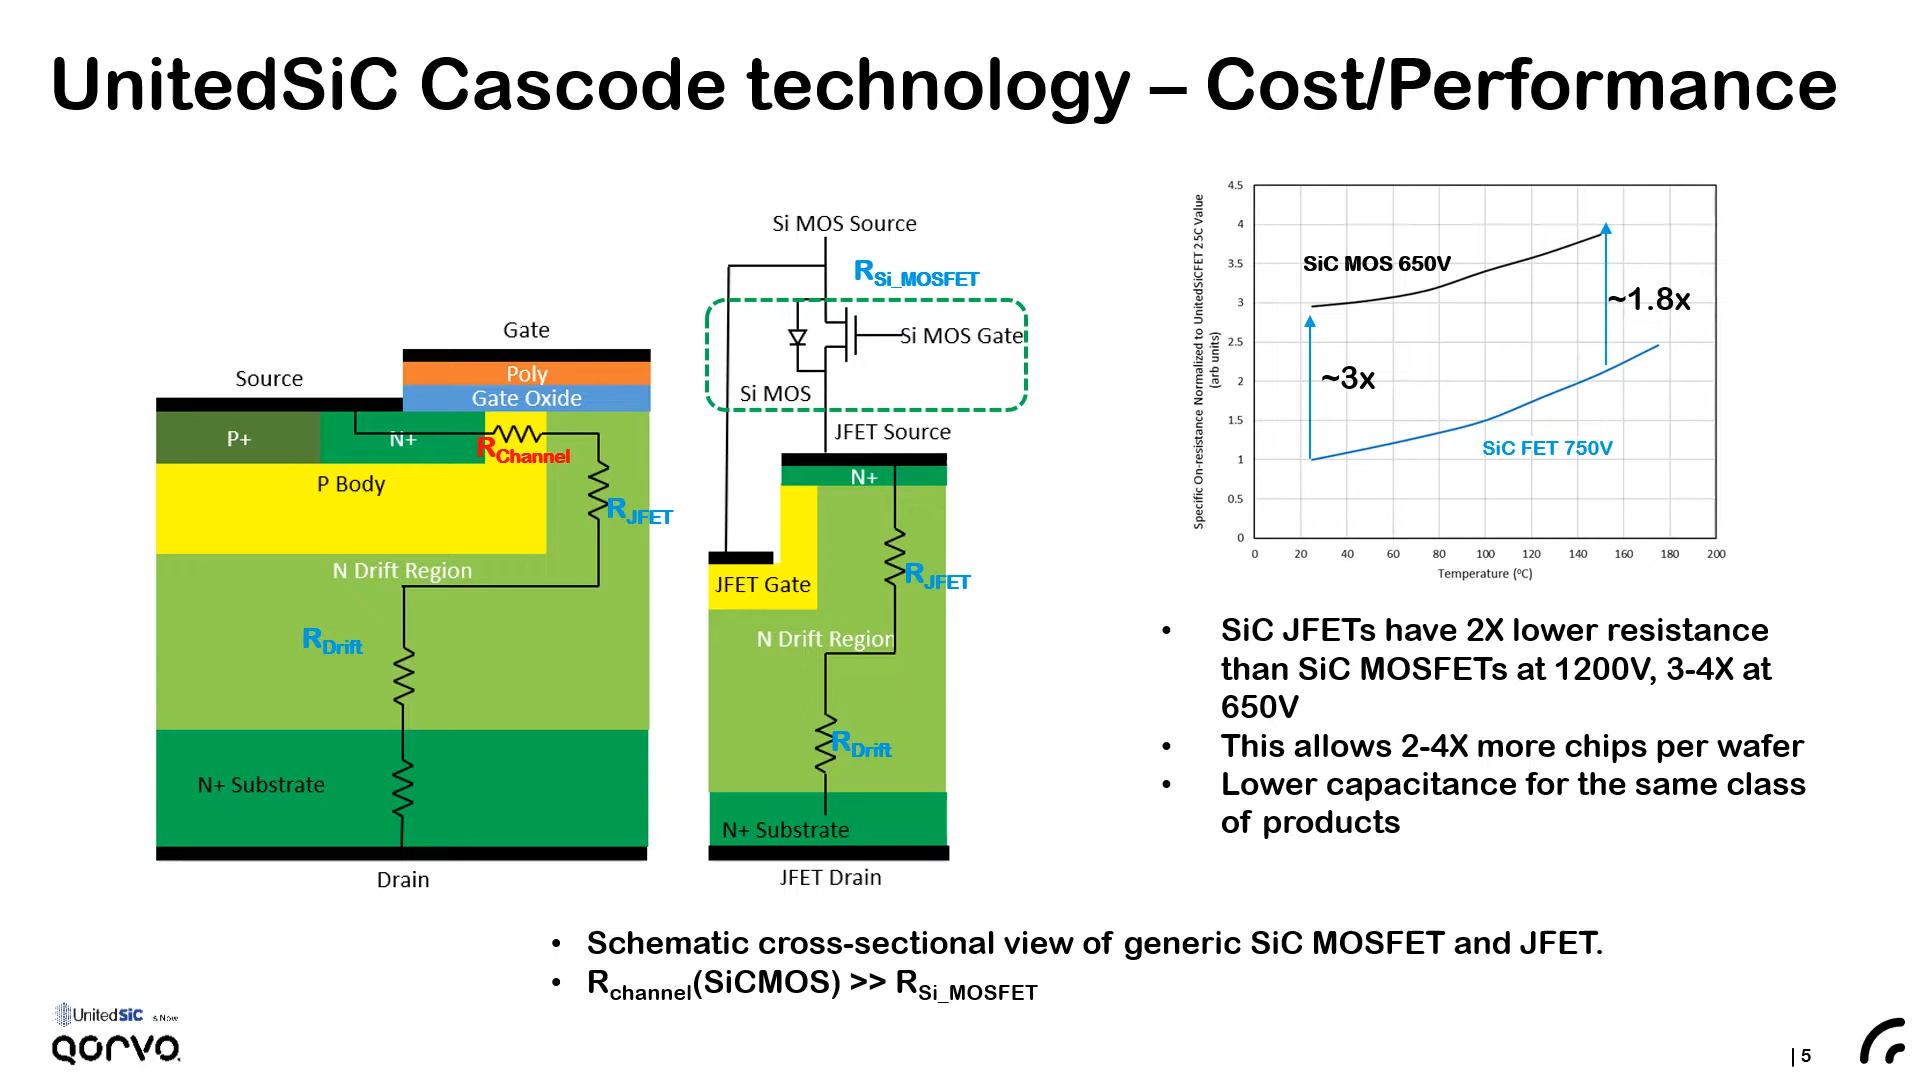 UnitedSiC Cascode technology – Cost/Performance
Gate
Source
Poly
Gate Oxide
P+
N+
RChannel
P Body
RJFET
N Drift Region
RDrift
N+ Substrate
Drain
Si MOS Source
RSi_MOSFET
Si MOS Gate
Si MOS
JFET Source
N+
RJFET
JFET Gate
N Drift Region
RDrift
N+ Substrate
JFET Drain
Specific On-resistance Normalized to UnitedSiCFET 25C Value
(arb units)
4.5
4
3.5
3
2.5
2
1.5
1
0.5
0
SiC MOS 650V
~1.8x
~3x
SiC FET 750V
0 20 40 60 80 100 120 140 160 180 200
Temperature (ºC)
• SiC JFETs have 2X lower resistance
than SiC MOSFETs at 1200V, 3-4X at
650V
• This allows 2-4X more chips per wafer
• Lower capacitance for the same class
of products
• Schematic cross-sectional view of generic SiC MOSFET and JFET.
• Rchannel(SiCMOS) >> RSi_MOSFET
UnitedSiC is Now
QORVO
| 5